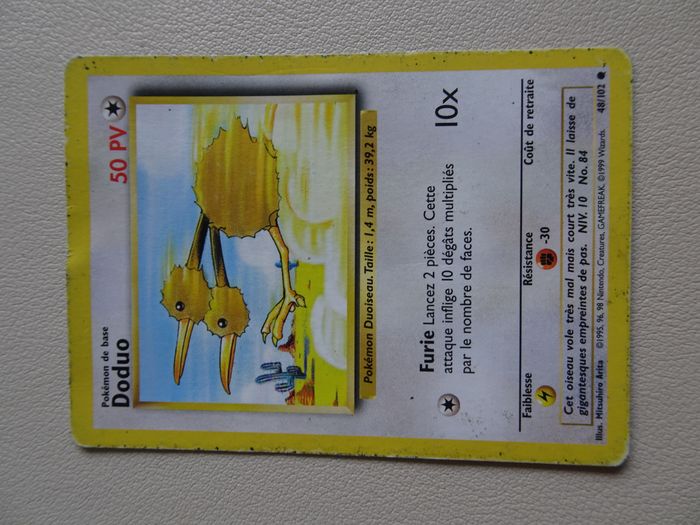 Pokémon de base
Doduo
50 PV
Pokémon Duoiseau. Taille: 1,4 m, poids: 39,2 kg
Furie Lancez 2 pièces. Cette
attaque inflige 10 dégâts multipliés
par le nombre de faces.
10x
Faiblesse
Résistance
Coût de retraite
-30
Cet oiseau vole très mal mais court très vite. Il laisse de
gigantesques empreintes de pas. NIV. 10 No. 84
Illus. Mitsuhiro Arita ©1995, 96, 98 Nintendo, Creatures, GAMEFREAK. ©1999 Wizards. 48/102